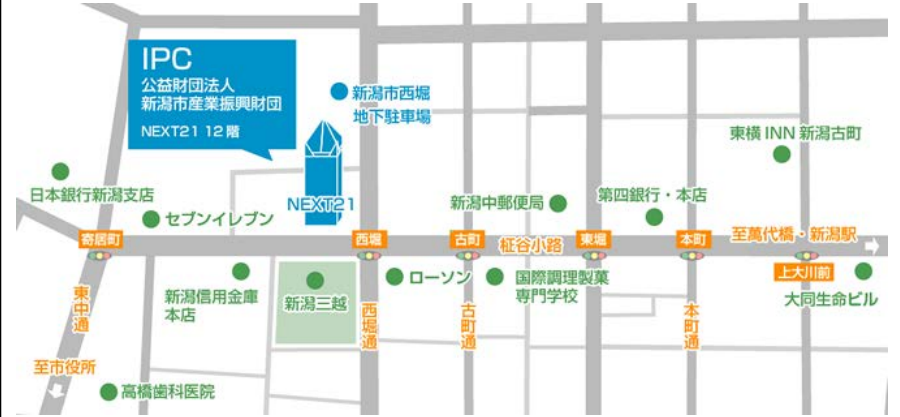 IPC
公益財団法人
新潟市産業振興財団
NEXT21 12階
新潟市西堀
地下駐車場
東横INN 新潟古町
日本銀行新潟支店
セブンイレブン
NEXT21
新潟中郵便局
第四銀行・本店
寄居町
西堀
古町
柾谷小路
東堀
本町
至萬代橋・新潟駅
上大川前
東中通
新潟信用金庫
本店
新潟三越
西堀通
ローソン
古町通
国際調理製菓
専門学校
本町通
大同生命ビル
至市役所
高橋歯科医院